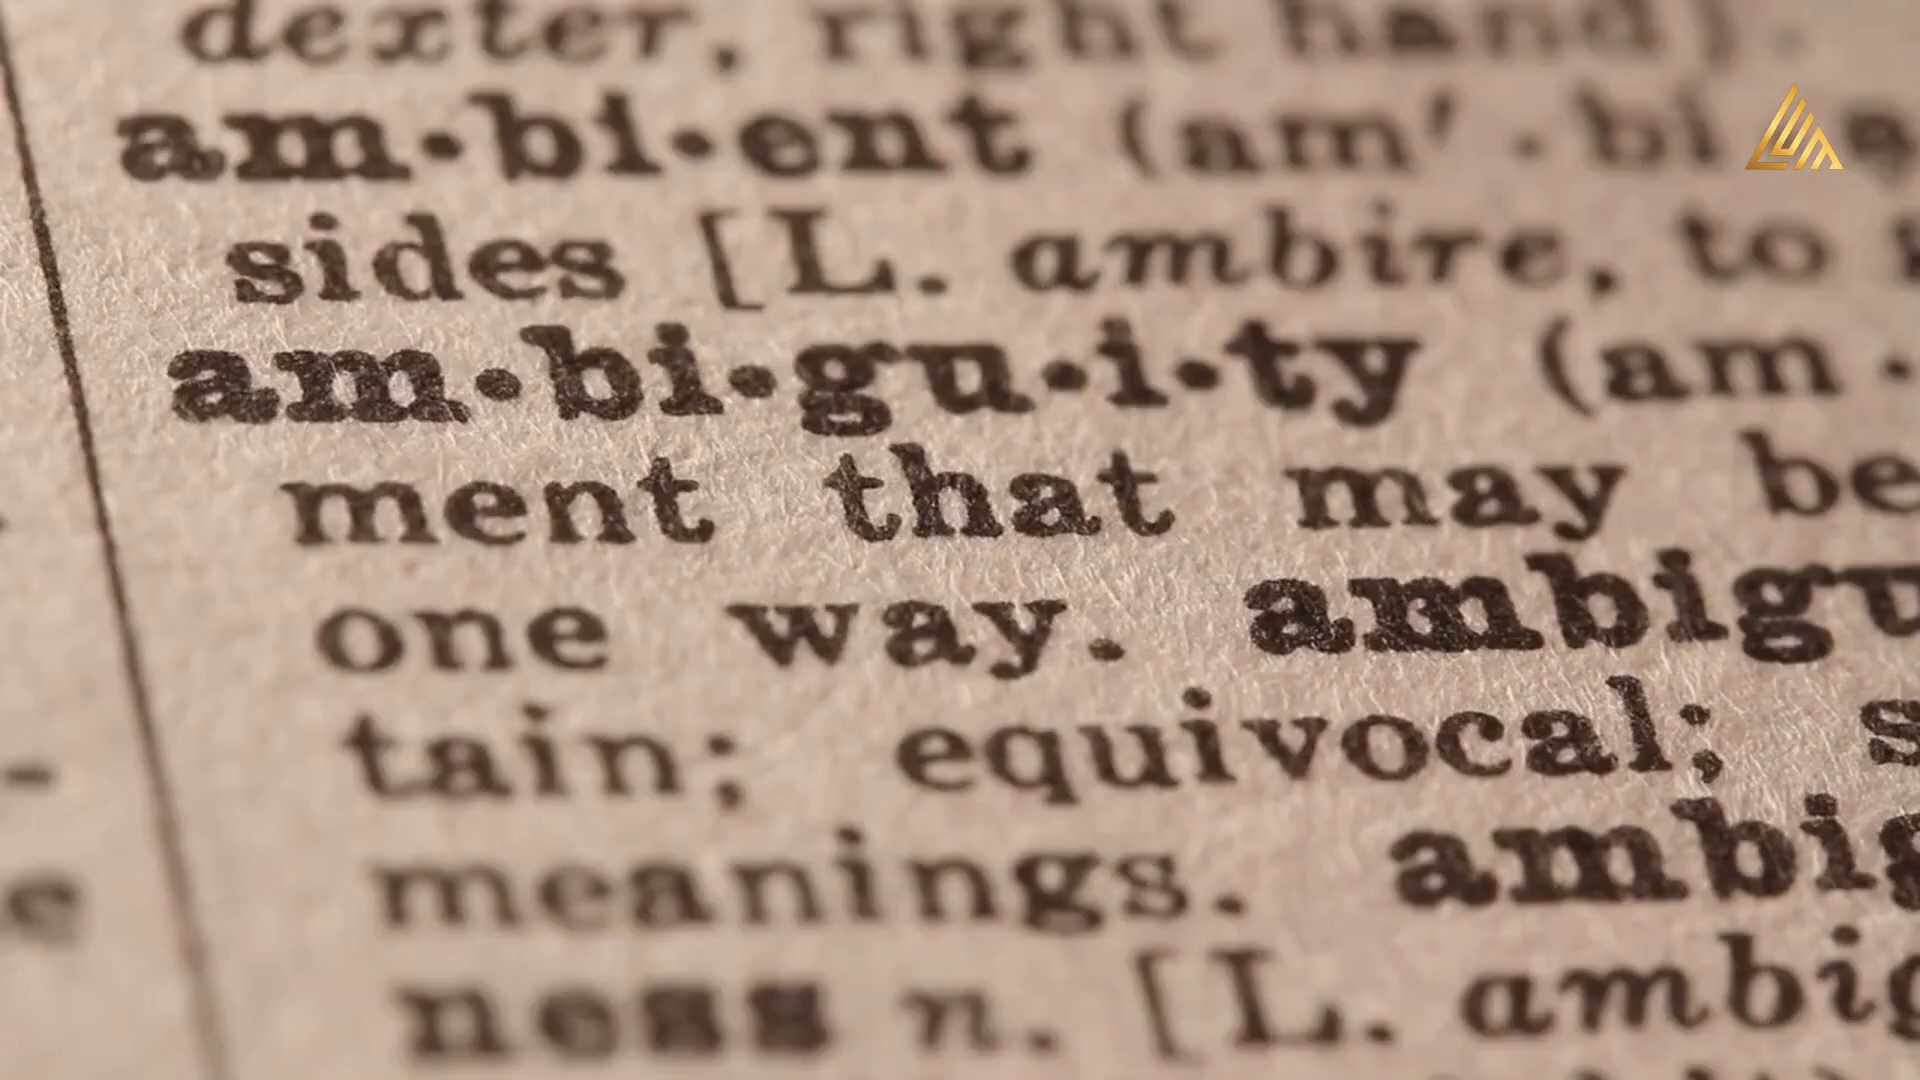 dexter, right hand].
am•bi•ent (am' · bi
sides [L. ambire, to
am•bi•gu•i•ty (am ·
ment that may be
one way. ambigu
tain; equivocal; s
meanings. ambig
ness n. [L. ambig